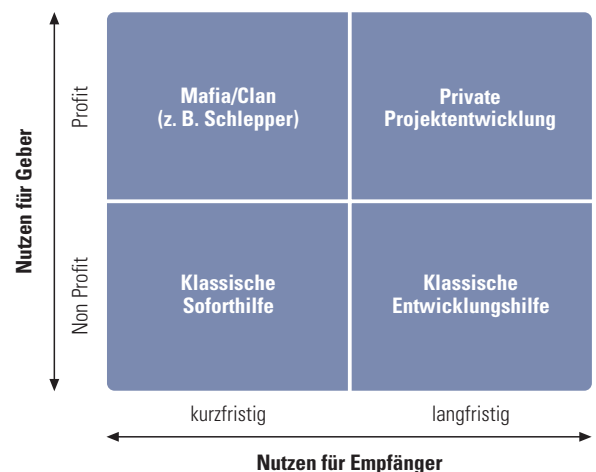 Nutzen für Geber
Profit
Non Profit
Mafia/Clan
(z. B. Schlepper)
Private
Projektentwicklung
Klassische
Soforthilfe
Klassische
Entwicklungshilfe
kurzfristig
langfristig
Nutzen für Empfänger